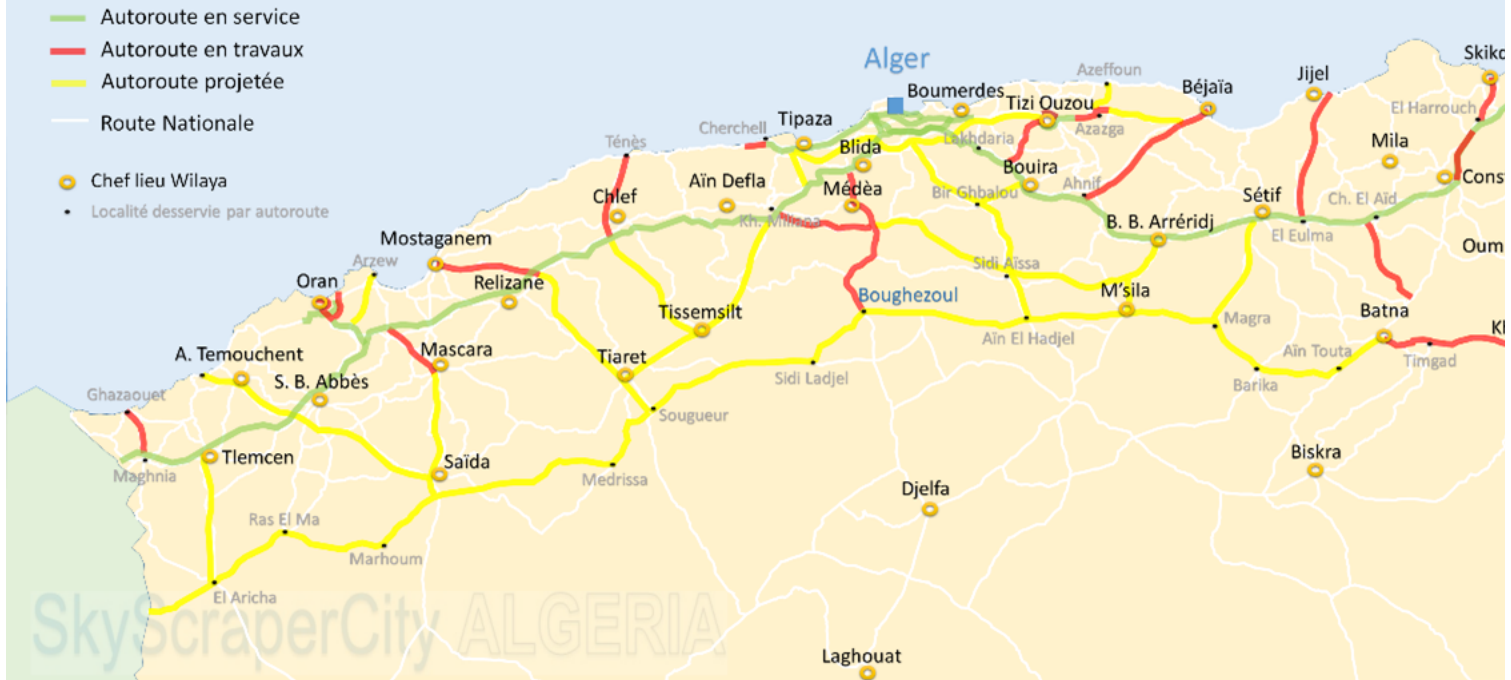 Autoroute en service
Autoroute en travaux
Autoroute projetée
Route Nationale
Chef lieu Wilaya
Localité desservie par autoroute
Alger
Azeffoun
Jijel
Skikd
Boumerdes
Béjaïa
Tizi Ouzou
El Harrouch
Tipaza
Cherchell
Azazga
Ténès
Lakhdaria
Mila
Blida
Bouira
Const
Aïn Defla
Médèa
Ahnif
Bir Ghbalou
Sétif
Ch. El Aïd
Chlef
Kh. Miliana
B. B. Arréridj
El Eulma
Mostaganem
Oum
Arzew
Sidi Aïssa
Oran
Relizane
Boughezoul
M'sila
Tissemsilt
Batna
Magra
Kh
Aïn El Hadjel
A. Temouchent
Mascara
Tiaret
Aïn Touta
Timgad
S. B. Abbès
Sidi Ladjel
Barika
Ghazaouet
Sougueur
Tlemcen
Saïda
Biskra
Maghnia
Medrissa
Djelfa
Ras El Ma
Marhoum
El Aricha
SkyScraperCity ALGERIA
Laghouat